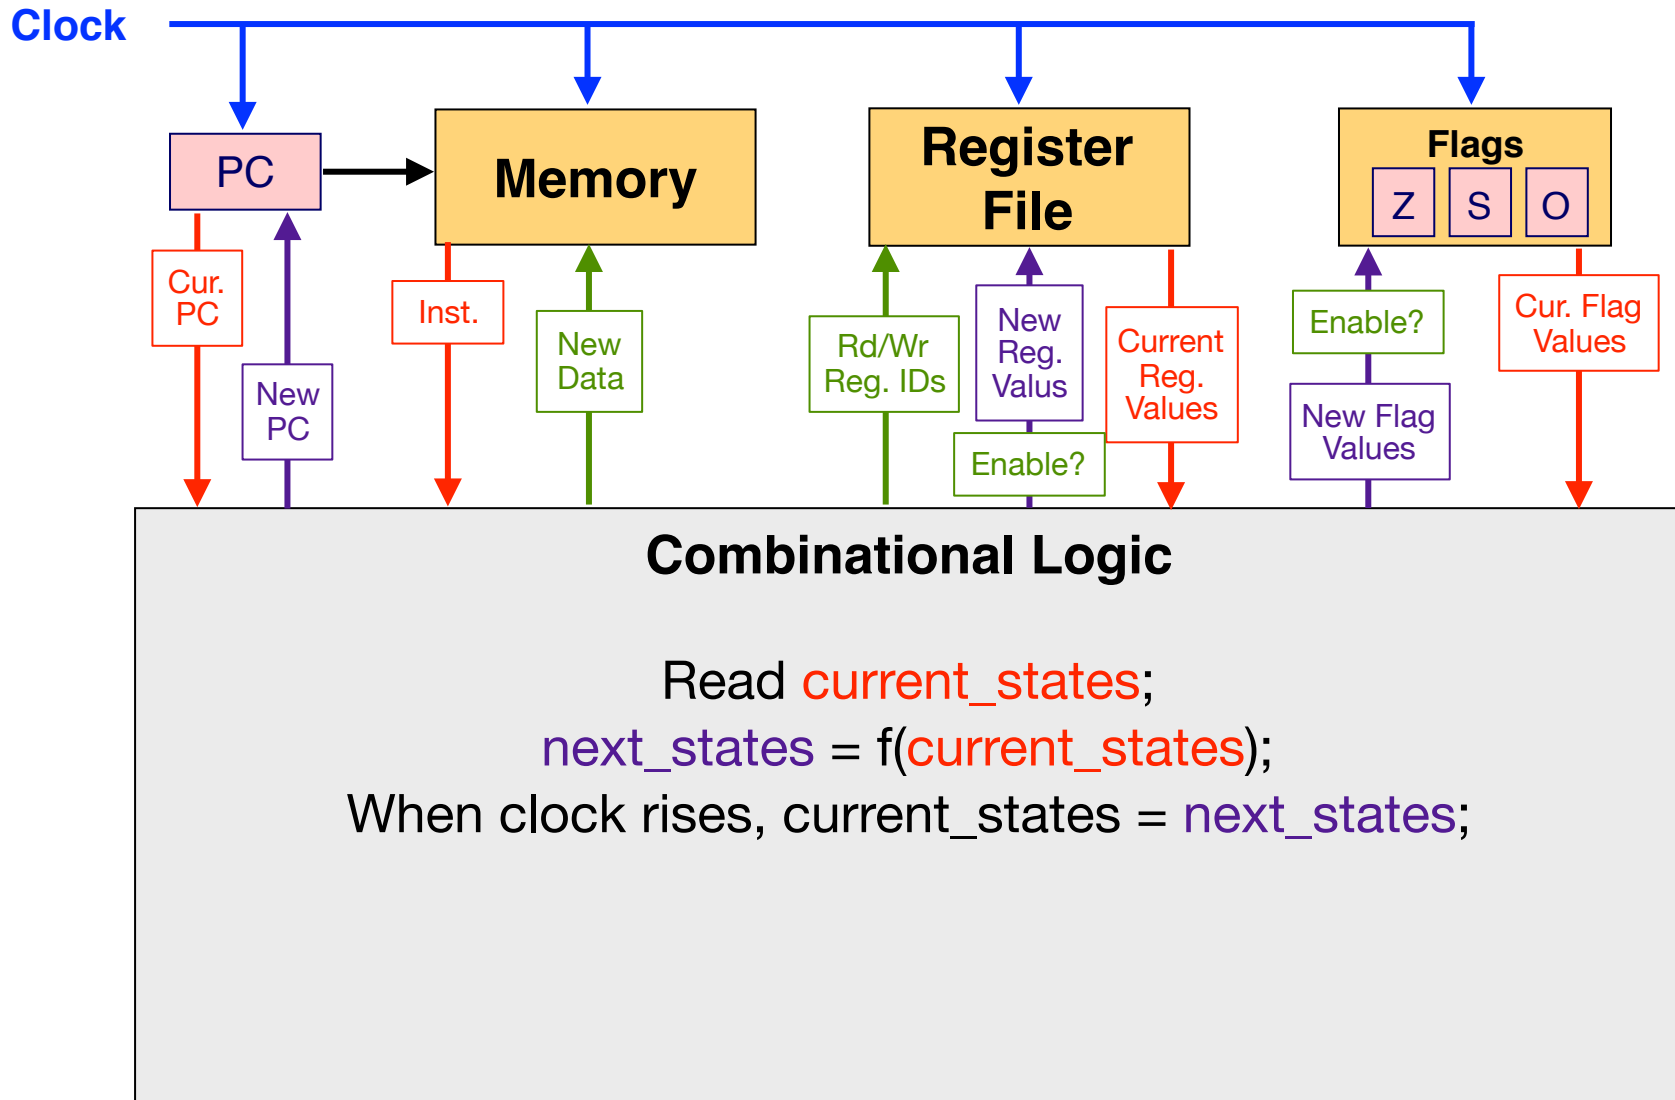 Clock
PC
Memory
Register
File
Flags
Z S O
Cur.
PC
New
PC
Inst.
New
Data
Rd/Wr
Reg. IDs
New
Reg.
Valus
Enable?
Current
Reg.
Values
Enable?
New Flag
Values
Cur. Flag
Values
Combinational Logic
Read current_states;
next_states = f(current_states);
When clock rises, current_states = next_states;